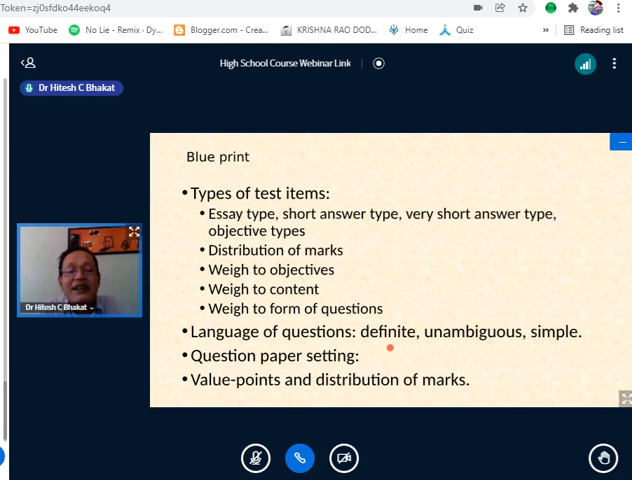 Token=zj0sfdko44eekoq4
YouTube
No Lie - Remix · Dy...
Blogger.com - Crea...
KRISHNA RAO DOD...
Home
Quiz
»
Reading list
High School Course Webinar Link
Dr Hitesh C Bhakat
Blue print
• Types of test items:
• Essay type, short answer type, very short answer type,
objective types
• Distribution of marks
• Weigh to objectives
• Weigh to content
• Weigh to form of questions
• Language of questions: definite, unambiguous, simple.
• Question paper setting:
• Value-points and distribution of marks.
Dr Hitesh C Bhakat